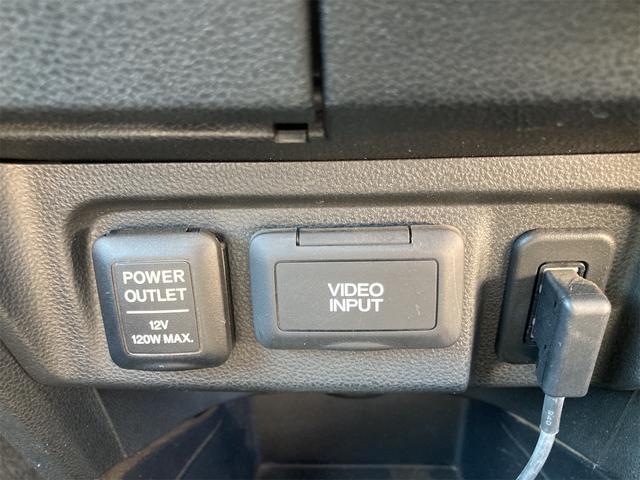 POWER
OUTLET
12V
120W MAX.
VIDEO
INPUT